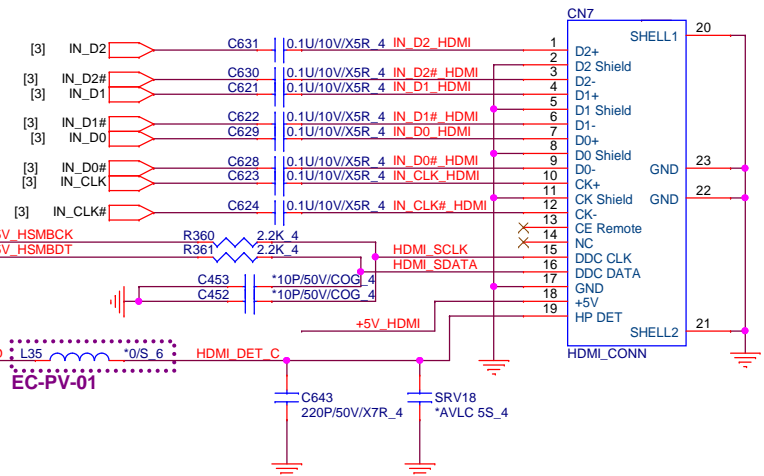 CN7
[3] IN_D2 C631 0.1U/10V/X5R_4 IN_D2_HDMI 1 D2+ SHELL1 20
2 D2 Shield
[3] IN_D2# C630 0.1U/10V/X5R_4 IN_D2#_HDMI 3 D2-
[3] IN_D1 C621 0.1U/10V/X5R_4 IN_D1_HDMI 4 D1+
5 D1 Shield
[3] IN_D1# C622 0.1U/10V/X5R_4 IN_D1#_HDMI 6 D1-
[3] IN_D0 C629 0.1U/10V/X5R_4 IN_D0_HDMI 7 D0+
8 D0 Shield
[3] IN_D0# C628 0.1U/10V/X5R_4 IN_D0#_HDMI 9 D0- GND 23
[3] IN_CLK C623 0.1U/10V/X5R_4 IN_CLK_HDMI 10 CK+
11 CK Shield GND 22
[3] IN_CLK# C624 0.1U/10V/X5R_4 IN_CLK#_HDMI 12 CK-
13 CE Remote
V_HSMBCK R360 2.2K_4 14 NC
V_HSMBDT R361 2.2K_4 HDMI_SCLK 15 DDC CLK
HDMI_SDATA 16 DDC DATA
C453 *10P/50V/COG_4 17 GND
C452 *10P/50V/COG_4 18 +5V
+5V_HDMI 19 HP DET
SHELL2 21
L35 *0/S_6 HDMI_DET_C HDMI_CONN
EC-PV-01
C643 SRV18
220P/50V/X7R_4 *AVLC 5S_4